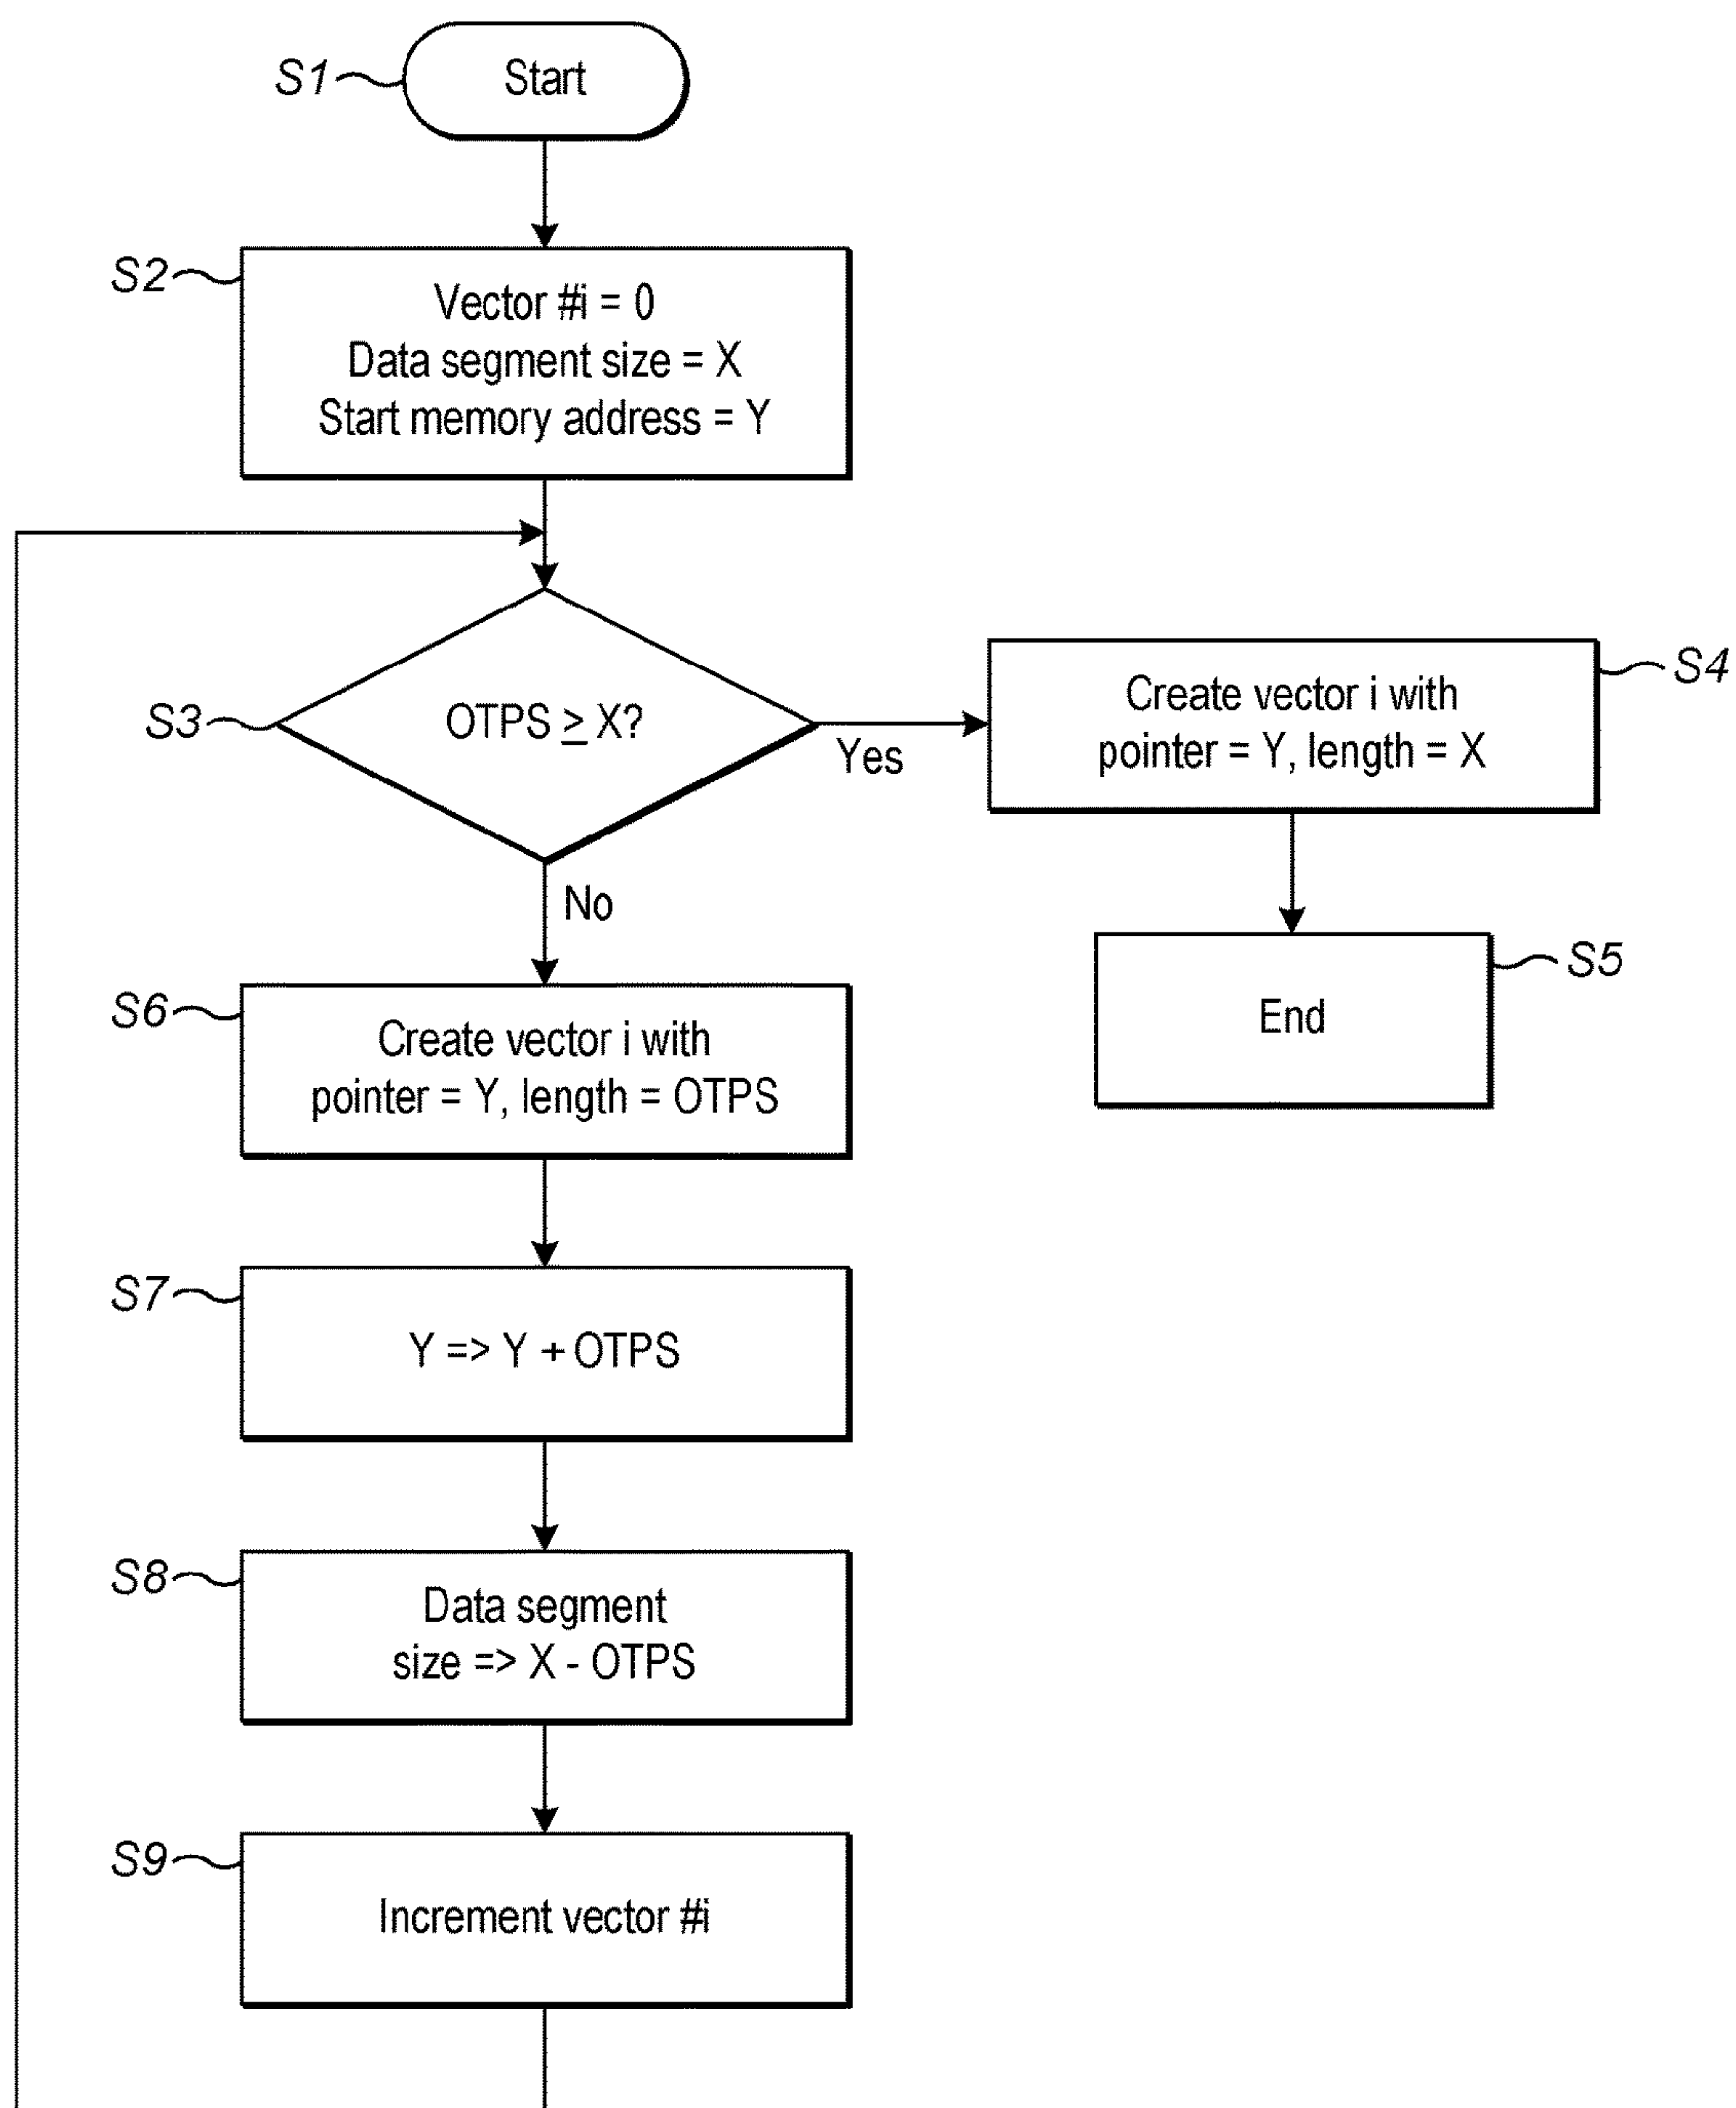 S1
Start
S2
Vector #i = 0
Data segment size = X
Start memory address = Y
S3
OTPS ≥ X?
Yes
S4
Create vector i with
pointer = Y, length = X
No
S5
End
S6
Create vector i with
pointer = Y, length = OTPS
S7
Y => Y + OTPS
S8
Data segment
size => X - OTPS
S9
Increment vector #i